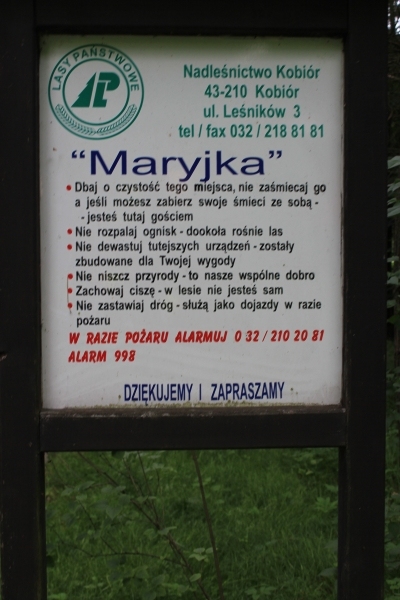 LASY PAŃSTWOWE
LP
Nadleśnictwo Kobiór
43-210 Kobiór
ul. Leśników 3
tel / fax 032 / 218 81 81
“Maryjka”
• Dbaj o czystość tego miejsca, nie zaśmiecaj go
a jeśli możesz zabierz swoje śmieci ze sobą -
- jesteś tutaj gościem
• Nie rozpalaj ognisk - dookoła rośnie las
• Nie dewastuj tutejszych urządzeń - zostały
zbudowane dla Twojej wygody
• Nie niszcz przyrody - to nasze wspólne dobro
• Zachowaj ciszę - w lesie nie jesteś sam
• Nie zastawiaj dróg - służą jako dojazdy w razie
pożaru
W RAZIE POŻARU ALARMUJ 0 32 / 210 20 81
ALARM 998
DZIĘKUJEMY I ZAPRASZAMY